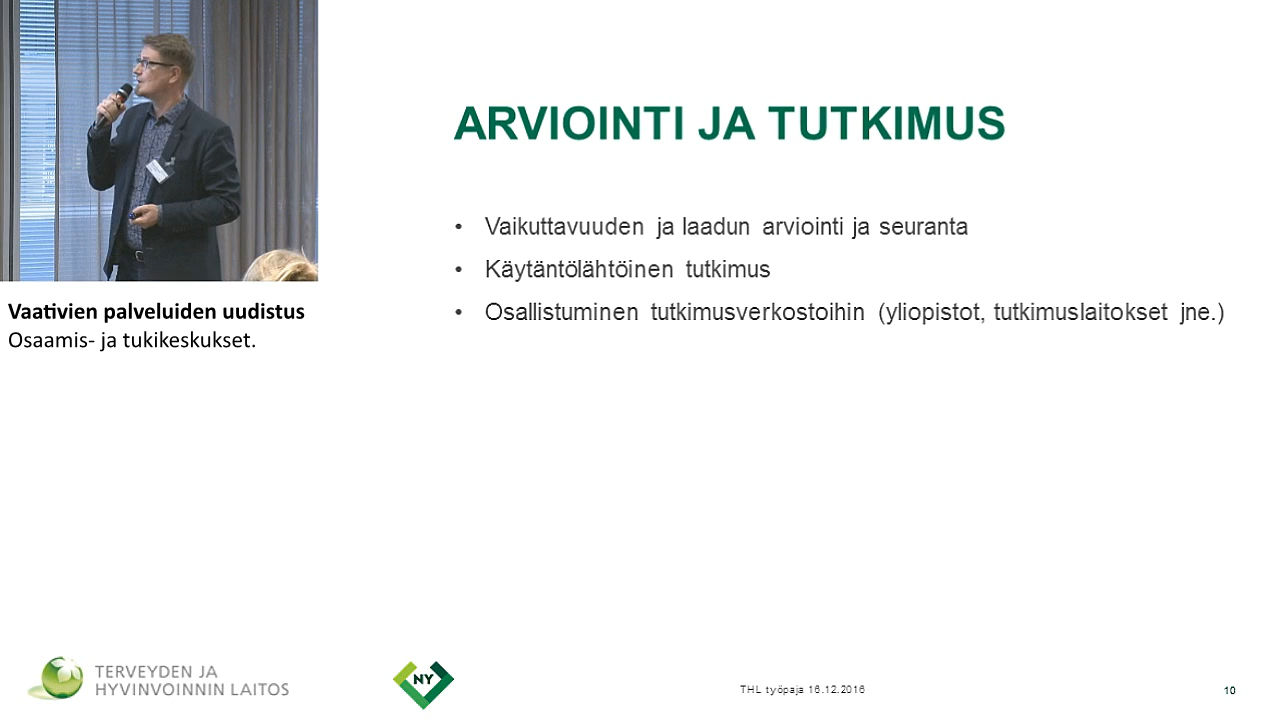 ARVIOINTI JA TUTKIMUS
• Vaikuttavuuden ja laadun arviointi ja seuranta
• Käytäntölähtöinen tutkimus
• Osallistuminen tutkimusverkostoihin (yliopistot, tutkimuslaitokset jne.)
Vaativien palveluiden uudistus
Osaamis- ja tukikeskukset.
TERVEYDEN JA
HYVINVOINNIN LAITOS
NY
THL työpaja 16.12.2016
10